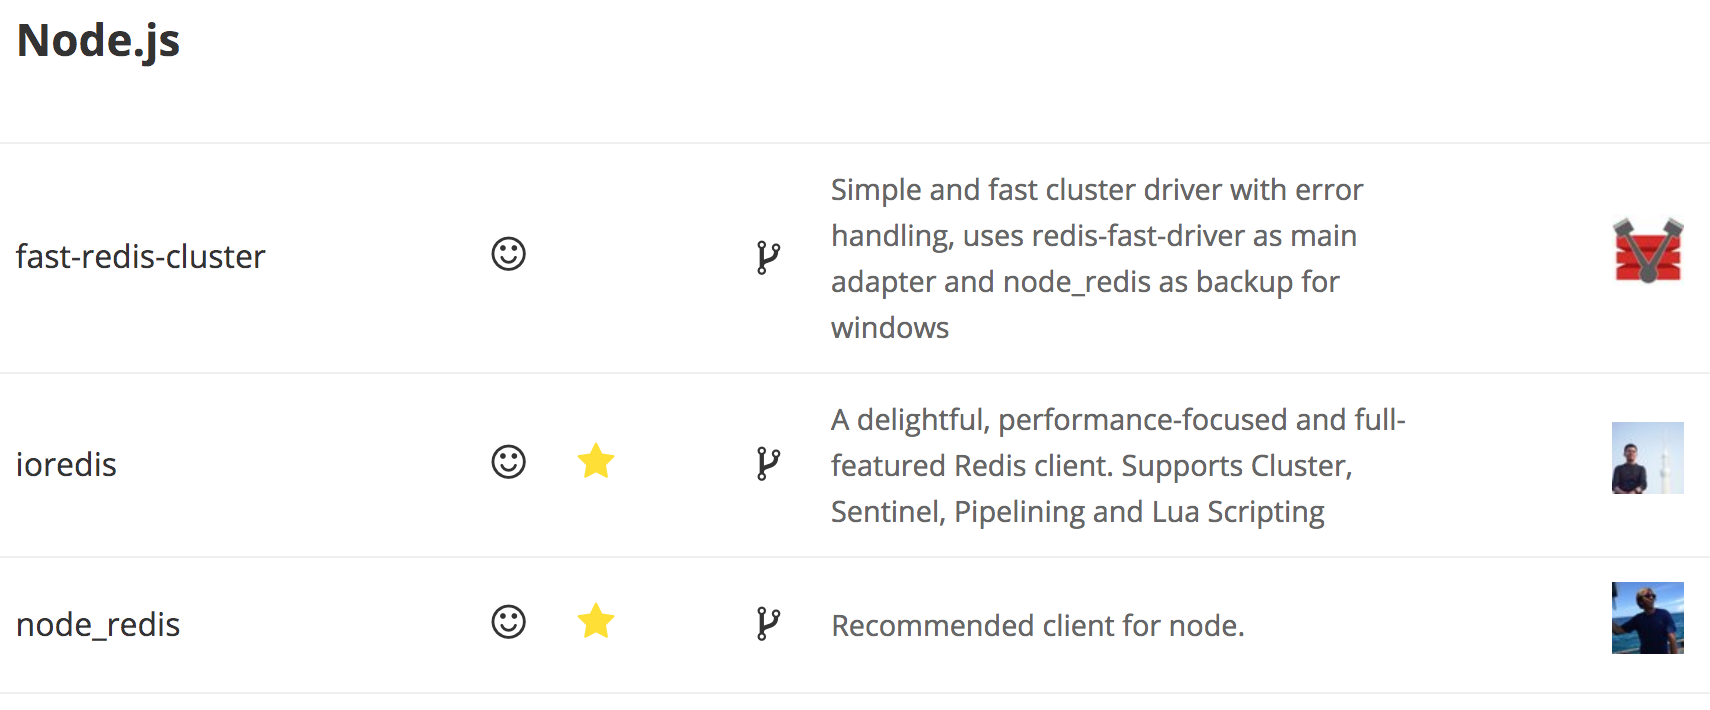 Node.js
fast-redis-cluster
Simple and fast cluster driver with error
handling, uses redis-fast-driver as main
adapter and node_redis as backup for
windows
ioredis
A delightful, performance-focused and full-
featured Redis client. Supports Cluster,
Sentinel, Pipelining and Lua Scripting
node_redis
Recommended client for node.